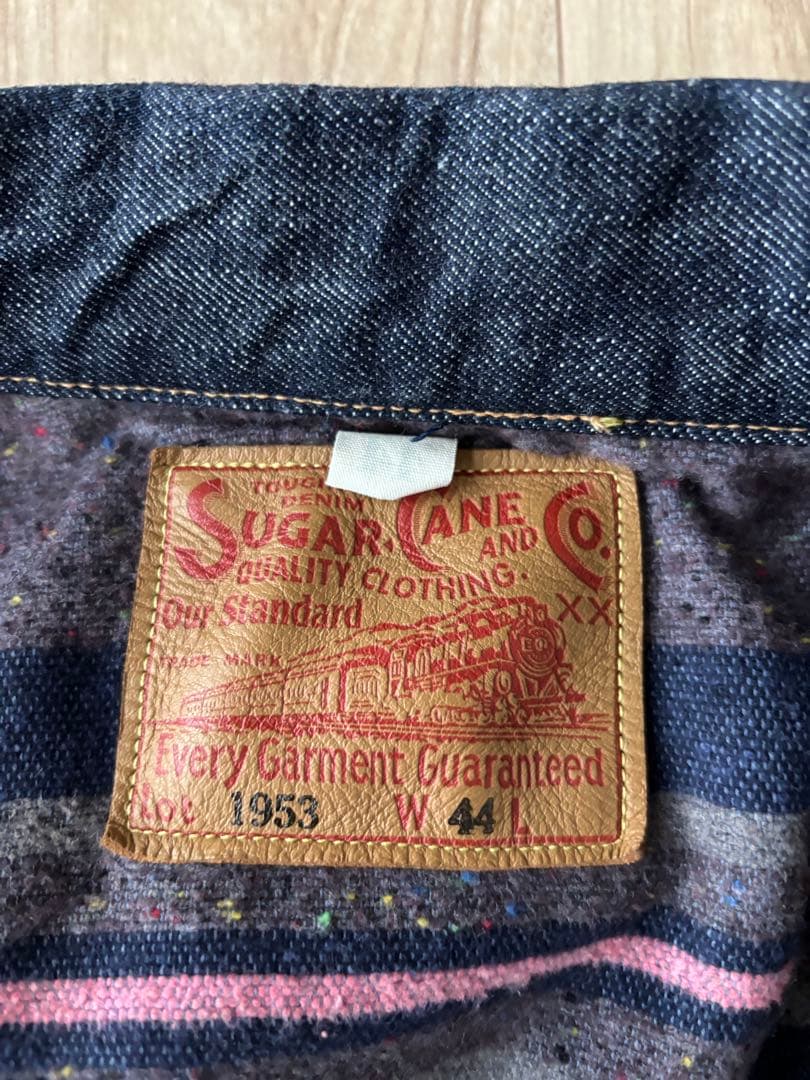 TOUGH
DENIM
SUGAR CANE CO.
AND
QUALITY CLOTHING.
Our Standard XX
TRADE MARK
Every Garment Guaranteed
Lot 1953 W 44 L